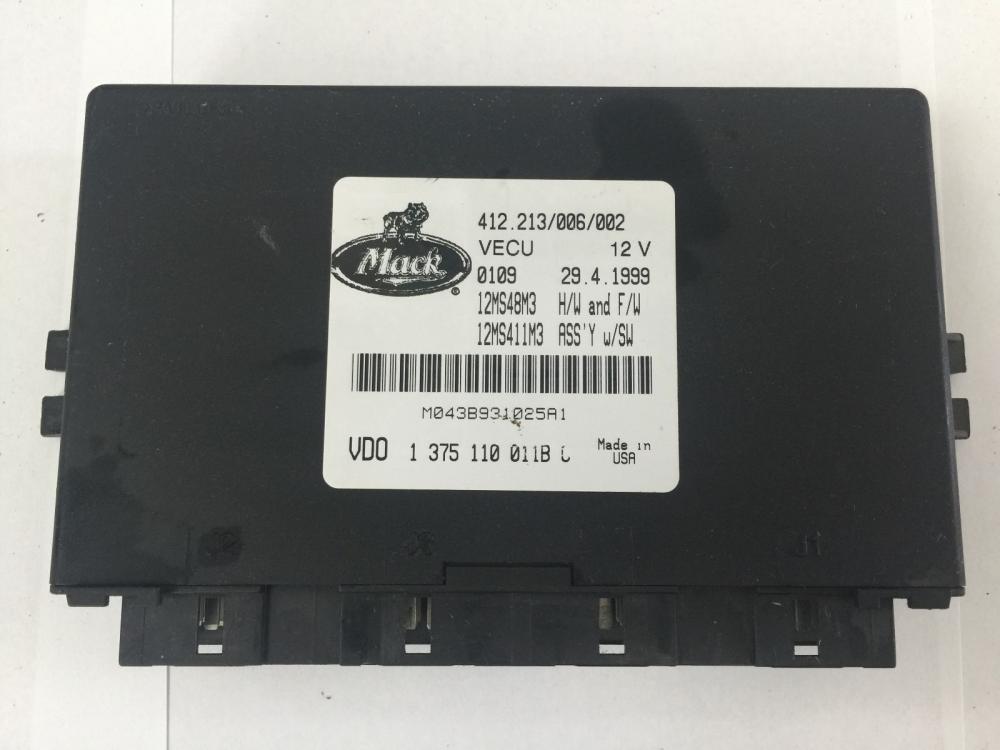 Mack
®
412.213/006/002
VECU 12 V
0109 29.4.1999
12MS48M3 H/W and F/W
12MS411M3 ASS'Y w/SW
M043B931025A1
VDO 1 375 110 011B
Made in
USA
J1